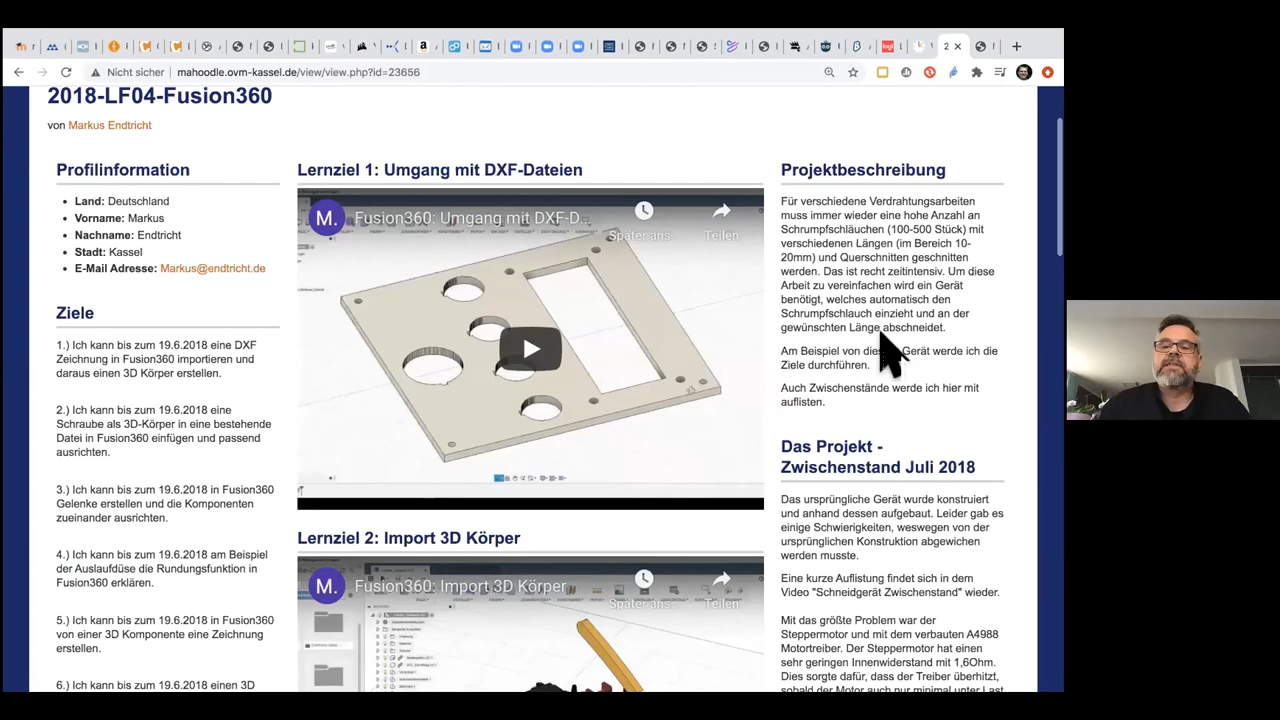 Nicht sicher mahoodle.ovm-kassel.de/view/view.php?id=23656
2018-LF04-Fusion360
von Markus Endtricht
Profilinformation
Land: Deutschland
Vorname: Markus
Nachname: Endtricht
Stadt: Kassel
E-Mail Adresse: Markus@endtricht.de
Ziele
1.) Ich kann bis zum 19.6.2018 eine DXF
Zeichnung in Fusion360 importieren und
daraus einen 3D Körper erstellen.
2.) Ich kann bis zum 19.6.2018 eine
Schraube als 3D-Körper in eine bestehende
Datei in Fusion360 einfügen und passend
ausrichten.
3.) Ich kann bis zum 19.6.2018 in Fusion360
Gelenke erstellen und die Komponenten
zueinander ausrichten.
4.) Ich kann bis zum 19.6.2018 am Beispiel
der Auslaufdüse die Rundungsfunktion in
Fusion360 erklären.
5.) Ich kann bis zum 19.6.2018 in Fusion360
von einer 3D Komponente eine Zeichnung
erstellen.
6.) Ich kann bis zum 19.6.2018 einen 3D
Lernziel 1: Umgang mit DXF-Dateien
M. Fusion360: Umgang mit DXF-D
Später ans Teilen
Lernziel 2: Import 3D Körper
M. Fusion360: Import 3D Körper
Später ans Teilen
Projektbeschreibung
Für verschiedene Verdrahtungsarbeiten
muss immer wieder eine hohe Anzahl an
Schrumpfschläuchen (100-500 Stück) mit
verschiedenen Längen (im Bereich 10-
20mm) und Querschnitten geschnitten
werden. Das ist recht zeitintensiv. Um diese
Arbeit zu vereinfachen wird ein Gerät
benötigt, welches automatisch den
Schrumpfschlauch einzieht und an der
gewünschten Länge abschneidet.
Am Beispiel von Gerät werde ich die
Ziele durchführen.
Auch Zwischenstände werde ich hier mit
auflisten.
Das Projekt -
Zwischenstand Juli 2018
Das ursprüngliche Gerät wurde konstruiert
und anhand dessen aufgebaut. Leider gab es
einige Schwierigkeiten, weswegen von der
ursprünglichen Konstruktion abgewichen
werden musste.
Eine kurze Auflistung findet sich in dem
Video "Schneidgerät Zwischenstand" wieder.
Mit das größte Problem war der
Steppermotor und mit dem verbauten A4988
Motortreiber. Der Steppermotor hat einen
sehr geringen Innenwiderstand mit 1,6Ohm.
Dies sorgte dafür, dass der Treiber überhitzt,
sobald der Motor auch nur minimal unter Last